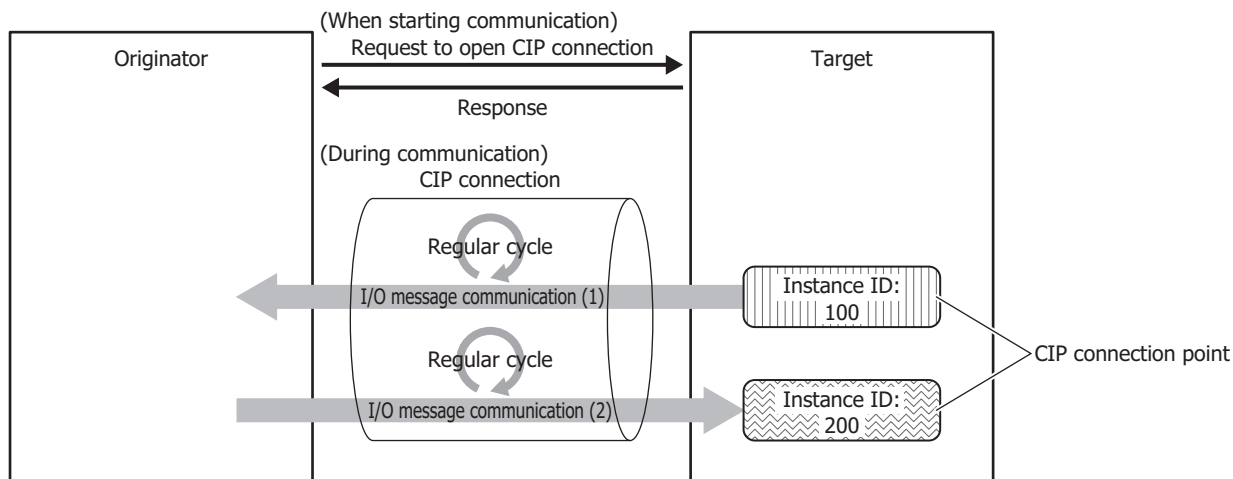 (When starting communication)
Request to open CIP connection
Originator
Target
Response
(During communication)
CIP connection
Regular cycle
I/O message communication (1)
Instance ID:
100
CIP connection point
Regular cycle
I/O message communication (2)
Instance ID:
200